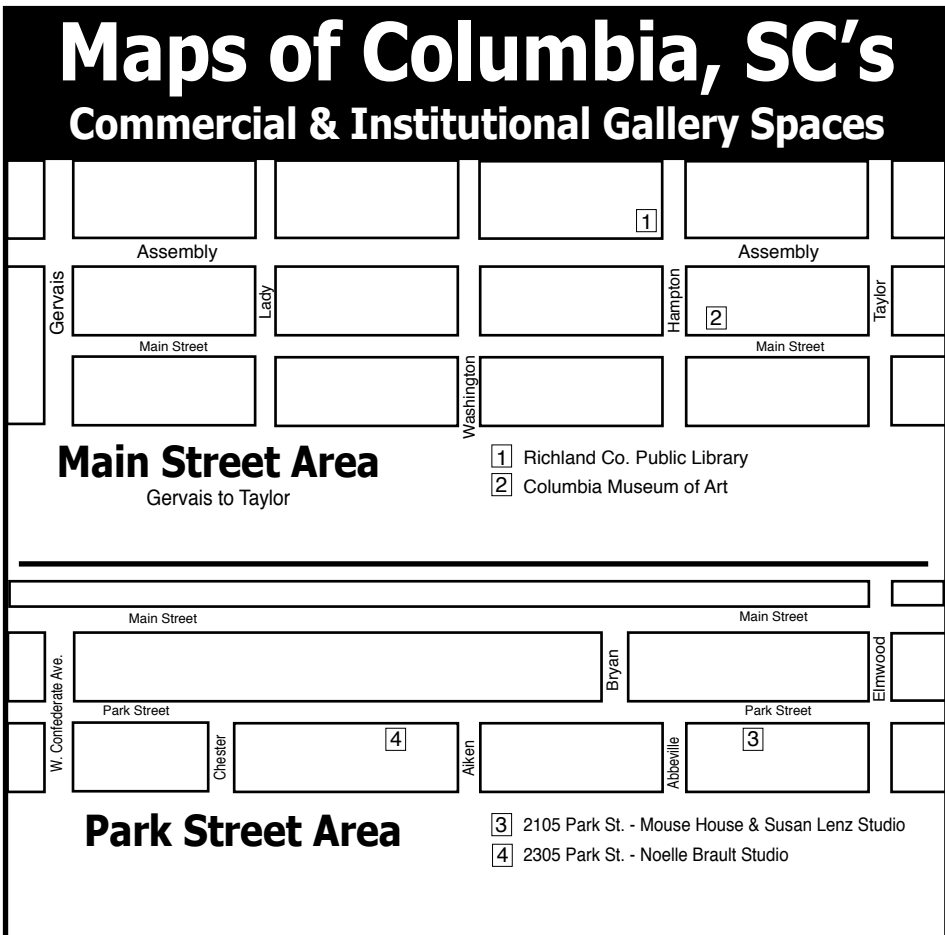 Maps of Columbia, SC’s
Commercial & Institutional Gallery Spaces
1
Assembly
Assembly
Gervais
Lady
Hampton
Taylor
2
Main Street
Main Street
Washington
Main Street Area
Gervais to Taylor
1 Richland Co. Public Library
2 Columbia Museum of Art
Main Street
Main Street
W. Confederate Ave.
Bryan
Elmwood
Park Street
Park Street
Chester
4
Aiken
Abbeville
3
Park Street Area
3 2105 Park St. - Mouse House & Susan Lenz Studio
4 2305 Park St. - Noelle Brault Studio